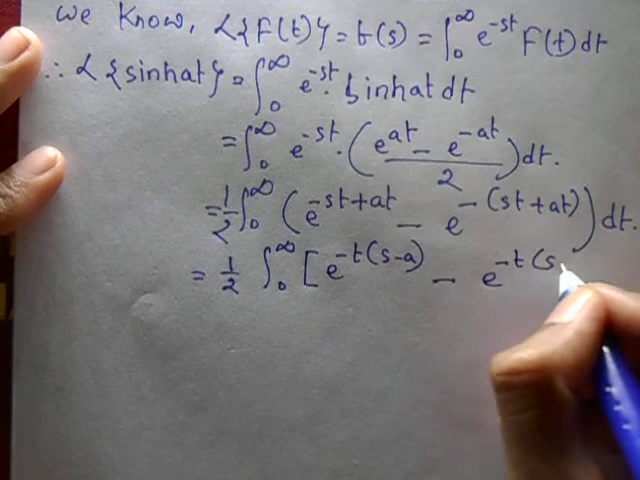 We Know, L{F(t)} = f(s) = ∫₀^∞ e^-st F(t) dt
∴ L{sinhat} = ∫₀^∞ e^-st. sinhat dt
= ∫₀^∞ e^-st. (e^at - e^-at / 2) dt.
= 1/2 ∫₀^∞ (e^-st+at - e^-(st+at)) dt.
= 1/2 ∫₀^∞ [e^-t(s-a) - e^-t(s